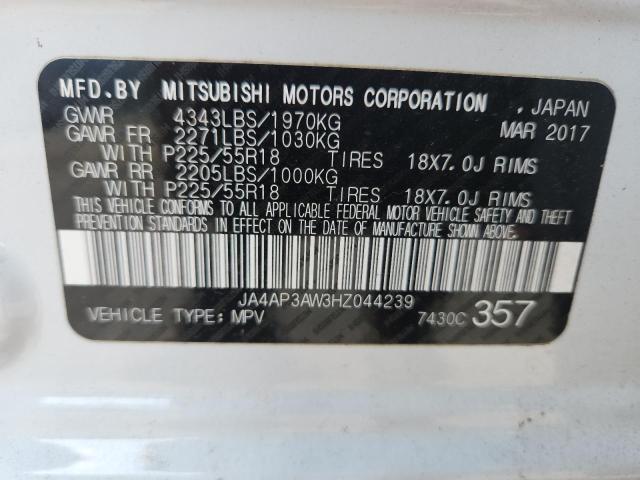 MFD.BY MITSUBISHI MOTORS CORPORATION , JAPAN
GVWR 4343LBS/1970KG MAR 2017
GAWR FR 2271LBS/1030KG
WITH P225/55R18 TIRES 18X7.0J RIMS
GAWR RR 2205LBS/1000KG
WITH P225/55R18 TIRES 18X7.0J RIMS
THIS VEHICLE CONFORMS TO ALL APPLICABLE FEDERAL MOTOR VEHICLE SAFETY AND THEFT
PREVENTION STANDARDS IN EFFECT ON THE DATE OF MANUFACTURE SHOWN ABOVE.
JA4AP3AW3HZ044239
VEHICLE TYPE: MPV 7430C 357